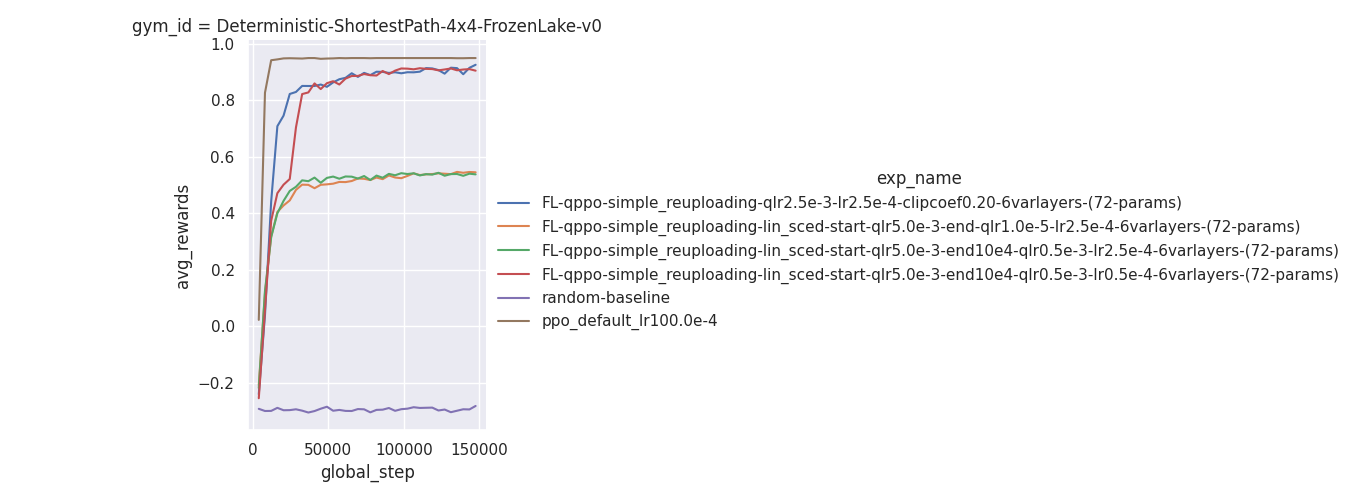 gym_id = Deterministic-ShortestPath-4x4-FrozenLake-v0
1.0
0.8
0.6
0.4
0.2
0.0
−0.2
avg_rewards
0
50000
100000
150000
global_step
exp_name
FL-qppo-simple_reuploading-qlr2.5e-3-lr2.5e-4-clipcoef0.20-6varlayers-(72-params)
FL-qppo-simple_reuploading-lin_sced-start-qlr5.0e-3-end-qlr1.0e-5-lr2.5e-4-6varlayers-(72-params)
FL-qppo-simple_reuploading-lin_sced-start-qlr5.0e-3-end10e4-qlr0.5e-3-lr2.5e-4-6varlayers-(72-params)
FL-qppo-simple_reuploading-lin_sced-start-qlr5.0e-3-end10e4-qlr0.5e-3-lr0.5e-4-6varlayers-(72-params)
random-baseline
ppo_default_lr100.0e-4